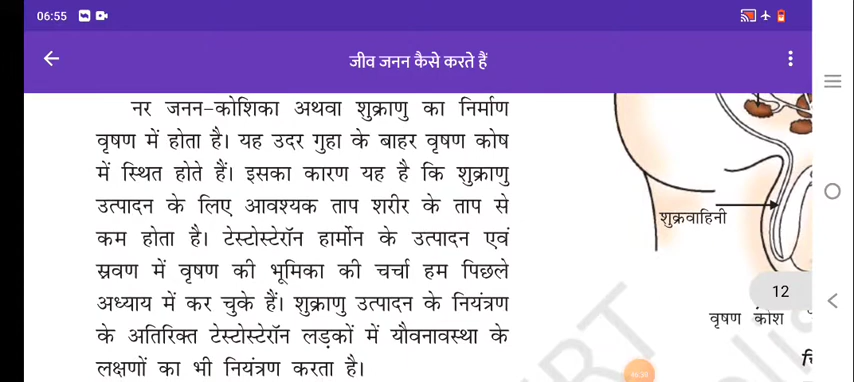 06:55
जीव जनन कैसे करते हैं
नर जनन-कोशिका अथवा शुक्राणु का निर्माण
वृषण में होता है। यह उदर गुहा के बाहर वृषण कोष
में स्थित होते हैं। इसका कारण यह है कि शुक्राणु
उत्पादन के लिए आवश्यक ताप शरीर के ताप से
कम होता है। टेस्टोस्टेरॉन हार्मोन के उत्पादन एवं
स्रवण में वृषण की भूमिका की चर्चा हम पिछले
अध्याय में कर चुके हैं। शुक्राणु उत्पादन के नियंत्रण
के अतिरिक्त टेस्टोस्टेरॉन लड़कों में यौवनावस्था के
लक्षणों का भी नियंत्रण करता है।
शुक्रवाहिनी
12
वृषण कोश